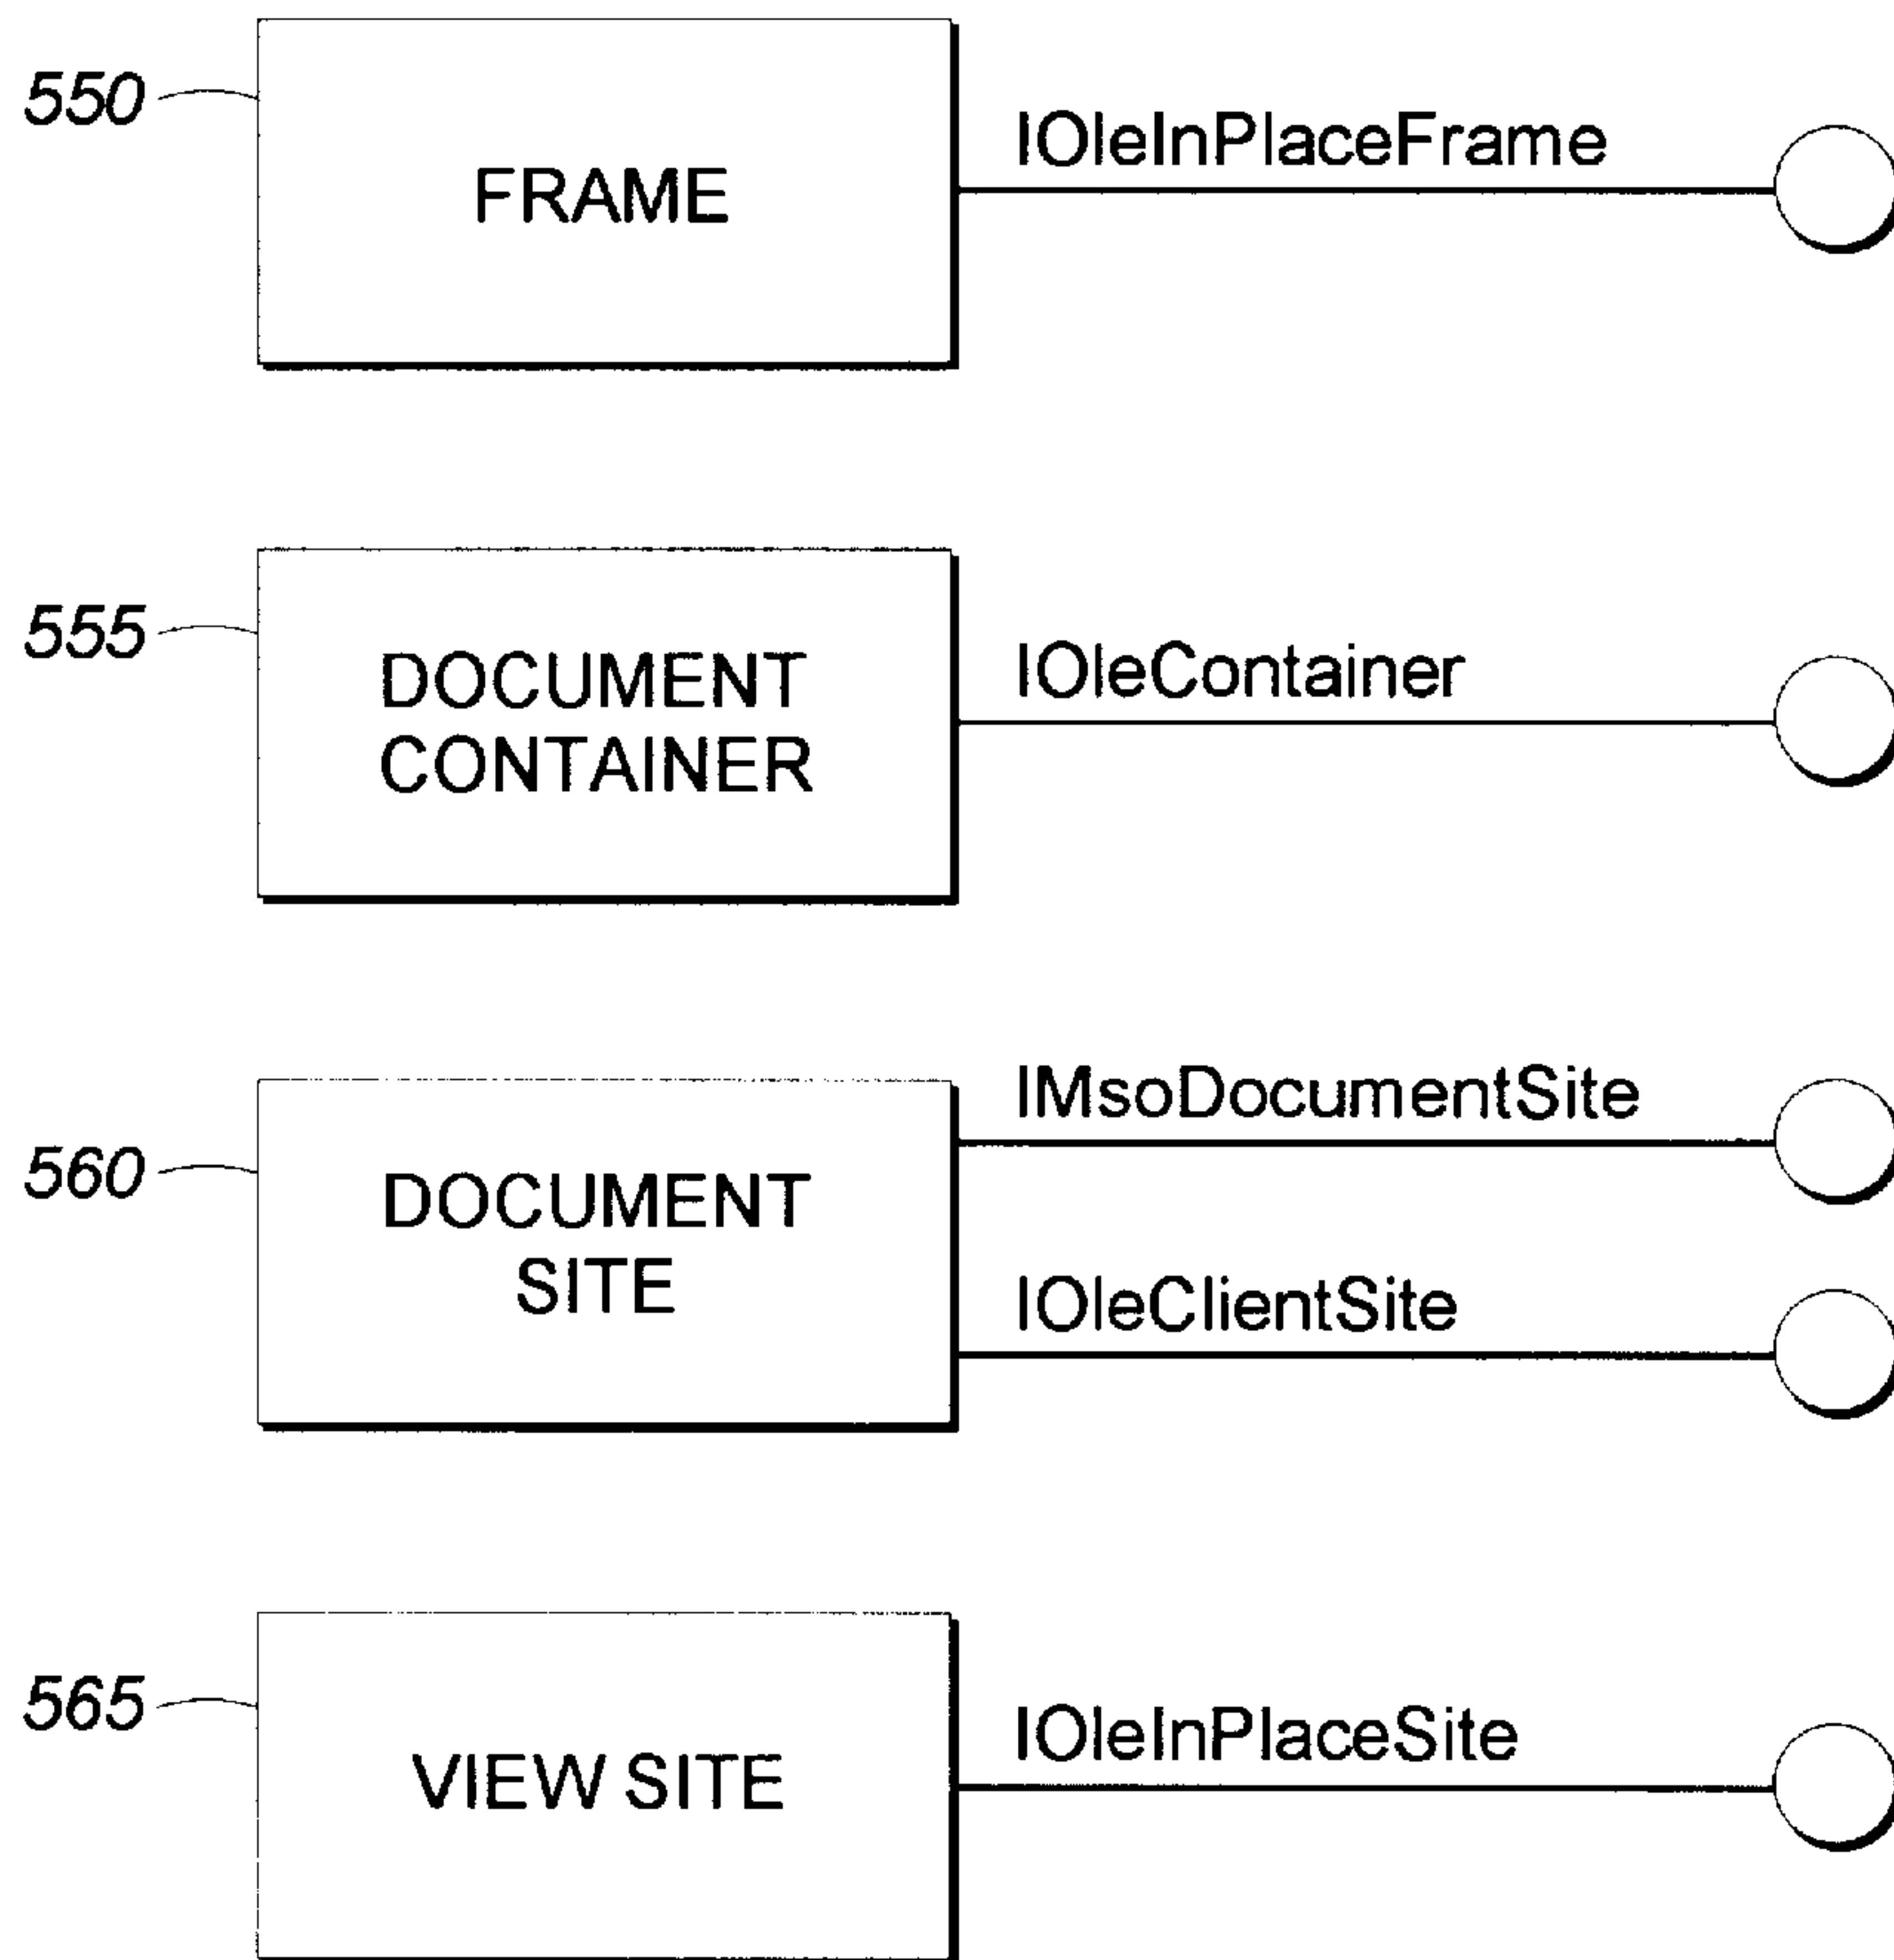 550
FRAME
IOleInPlaceFrame
555
DOCUMENT
CONTAINER
IOleContainer
560
DOCUMENT
SITE
IMsoDocumentSite
IOleClientSite
565
VIEW SITE
IOleInPlaceSite